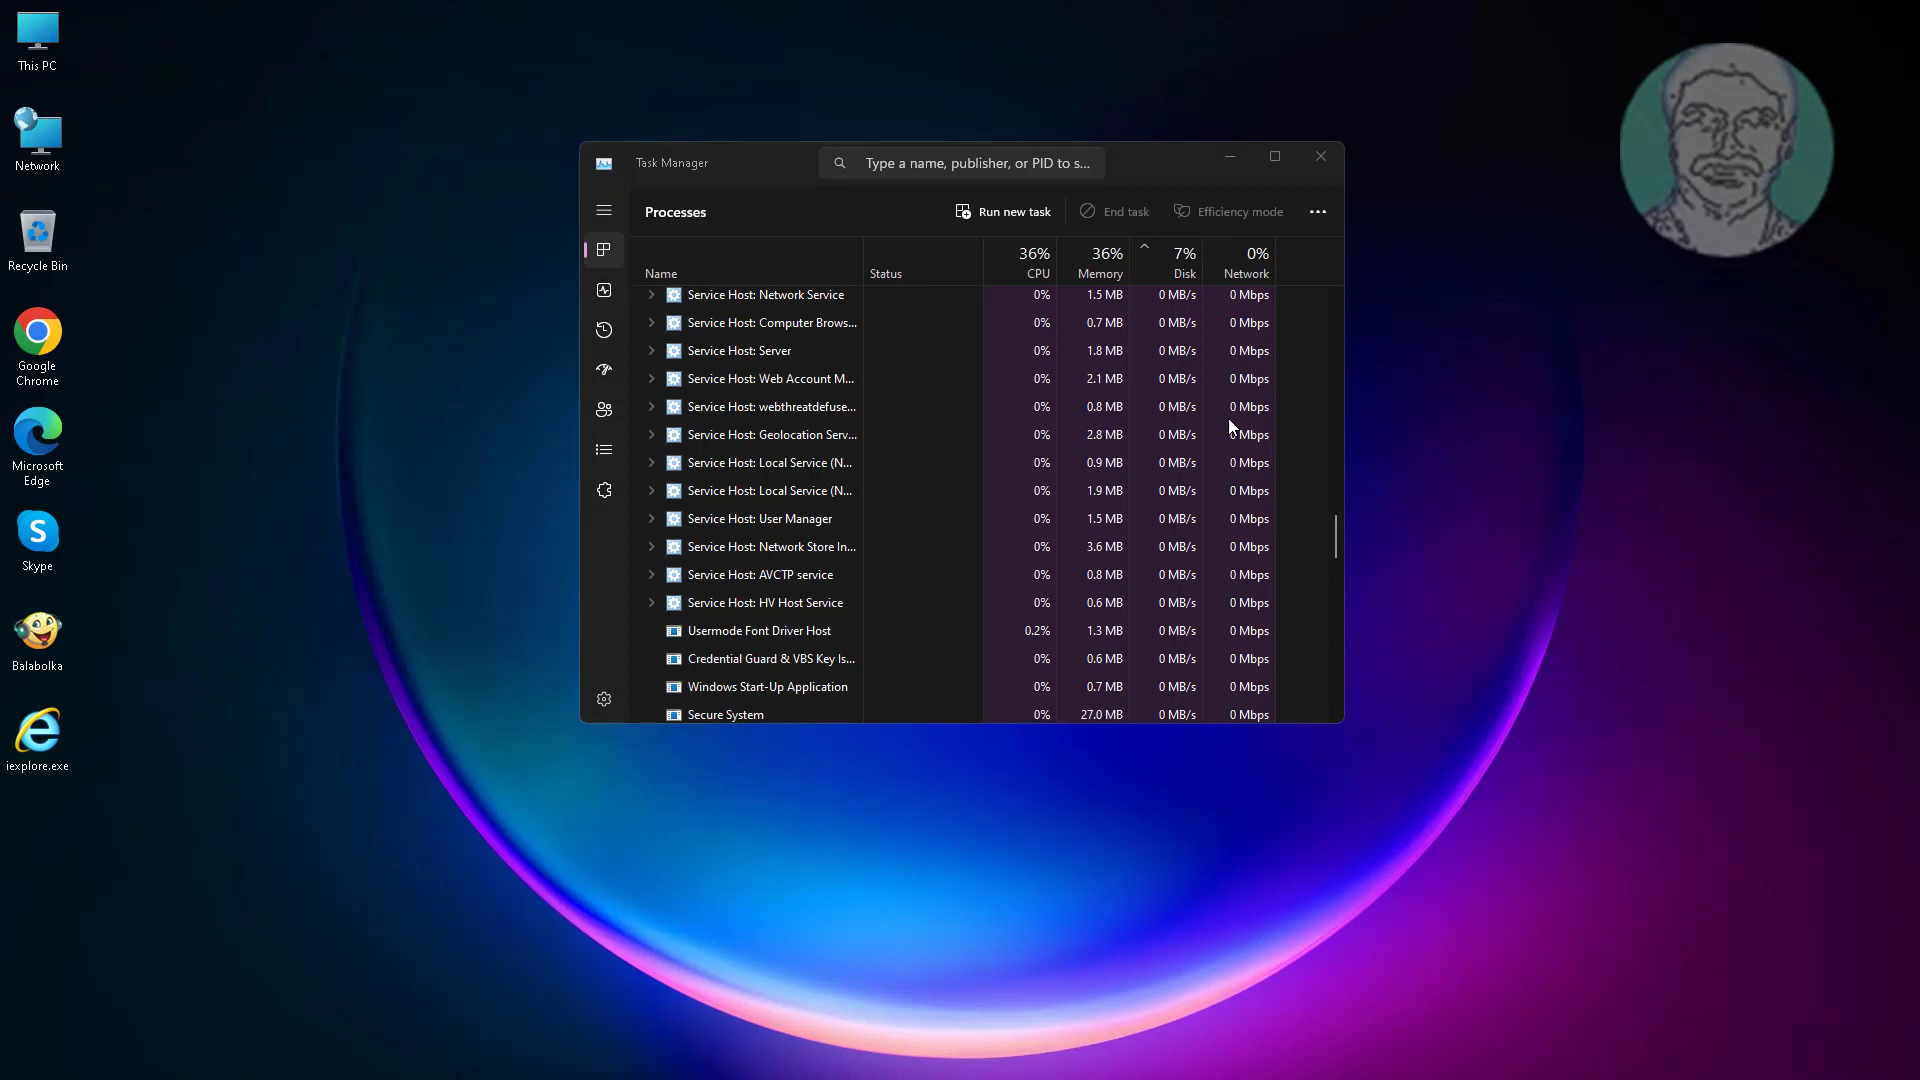 This PC
Network
Recycle Bin
Google
Chrome
Microsoft
Edge
S
Skype
Balabolka
iexplore.exe
Task Manager
Type a name, publisher, or PID to s...
Processes
Run new task
End task
Efficiency mode
36% 36% 7% 0%
Name Status CPU Memory Disk Network
Service Host: Network Service 0% 1.5 MB 0 MB/s 0 Mbps
Service Host: Computer Brows... 0% 0.7 MB 0 MB/s 0 Mbps
Service Host: Server 0% 1.8 MB 0 MB/s 0 Mbps
Service Host: Web Account M... 0% 2.1 MB 0 MB/s 0 Mbps
Service Host: webthreatdefuse... 0% 0.8 MB 0 MB/s 0 Mbps
Service Host: Geolocation Serv... 0% 2.8 MB 0 MB/s 0 Mbps
Service Host: Local Service (N... 0% 0.9 MB 0 MB/s 0 Mbps
Service Host: Local Service (N... 0% 1.9 MB 0 MB/s 0 Mbps
Service Host: User Manager 0% 1.5 MB 0 MB/s 0 Mbps
Service Host: Network Store In... 0% 3.6 MB 0 MB/s 0 Mbps
Service Host: AVCTP service 0% 0.8 MB 0 MB/s 0 Mbps
Service Host: HV Host Service 0% 0.6 MB 0 MB/s 0 Mbps
Usermode Font Driver Host 0.2% 1.3 MB 0 MB/s 0 Mbps
Credential Guard & VBS Key Is... 0% 0.6 MB 0 MB/s 0 Mbps
Windows Start-Up Application 0% 0.7 MB 0 MB/s 0 Mbps
Secure System 0% 27.0 MB 0 MB/s 0 Mbps